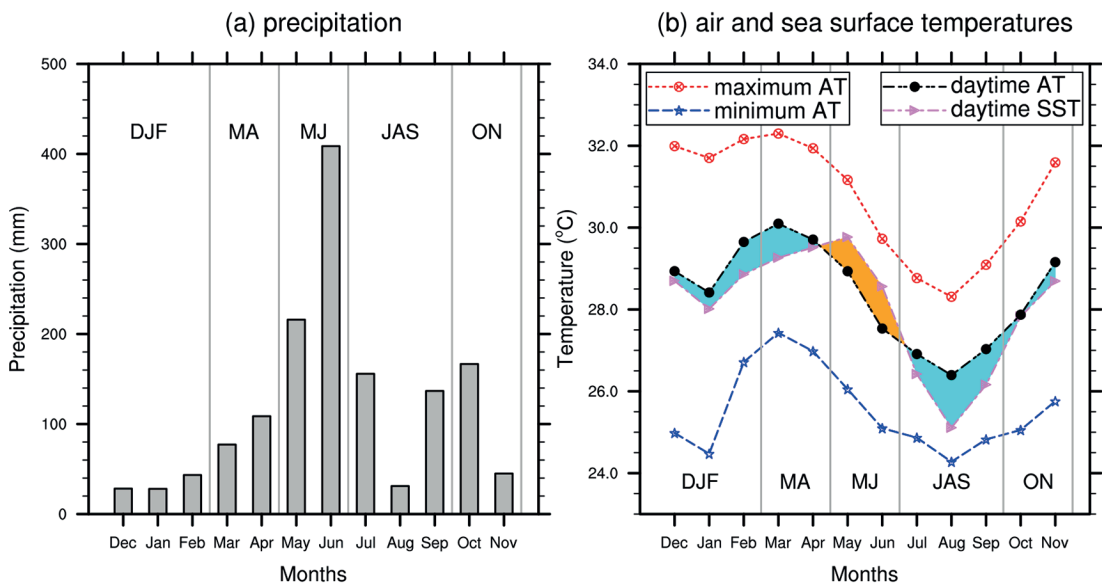 (a) precipitation
500
400
300
200
100
0
Precipitation (mm)
DJF
MA
MJ
JAS
ON
Dec Jan Feb Mar Apr May Jun Jul Aug Sep Oct Nov
Months
(b) air and sea surface temperatures
34.0
32.0
30.0
28.0
26.0
24.0
Temperature (°C)
maximum AT
minimum AT
daytime AT
daytime SST
DJF
MA
MJ
JAS
ON
Dec Jan Feb Mar Apr May Jun Jul Aug Sep Oct Nov
Months